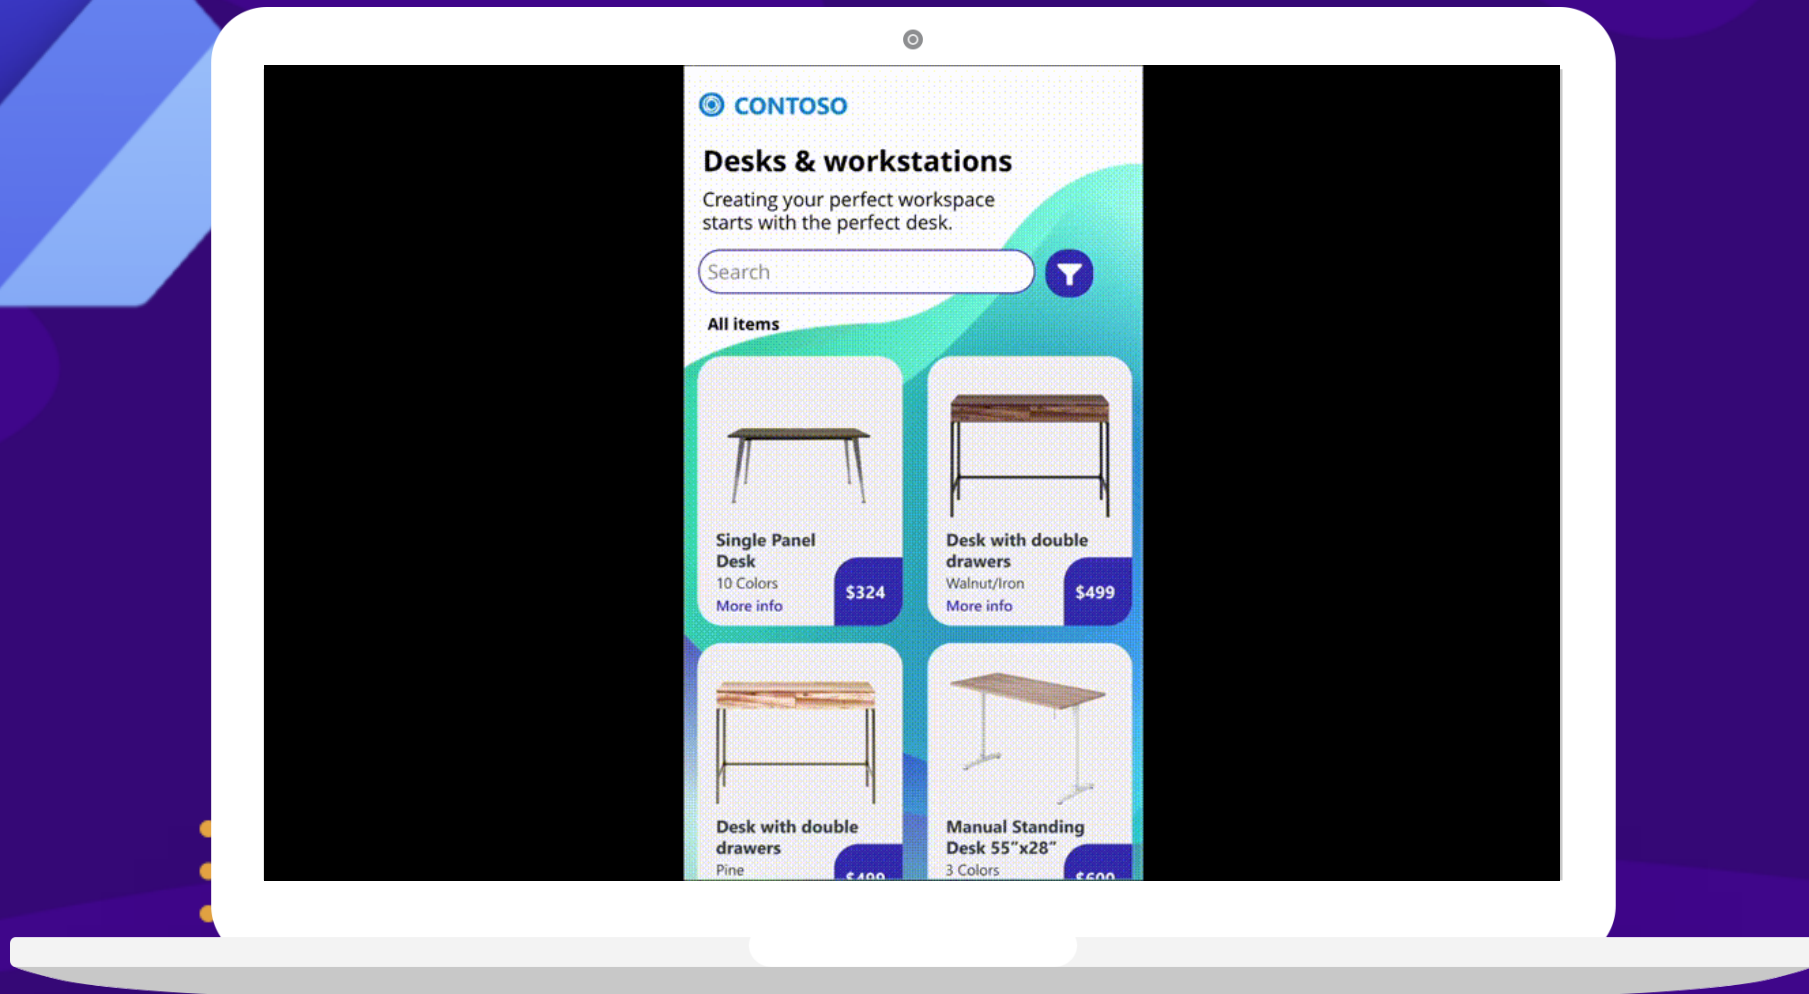 CONTOSO
Desks & workstations
Creating your perfect workspace
starts with the perfect desk.
Search
All items
Single Panel
Desk
10 Colors
More info
$324
Desk with double
drawers
Walnut/Iron
More info
$499
Desk with double
drawers
Pine
$499
Manual Standing
Desk 55”x28”
3 Colors
$600